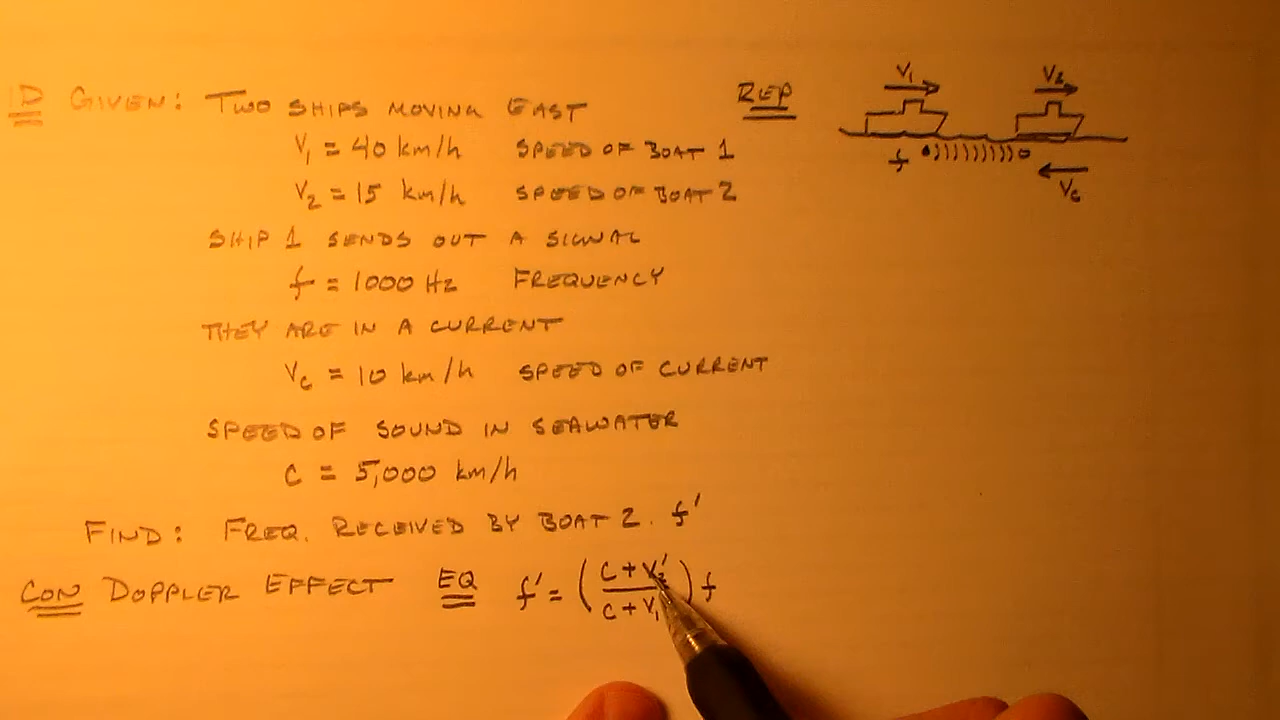 ID GIVEN: TWO SHIPS MOVING EAST
V₁ = 40 km/h SPEED OF BOAT 1
V₂ = 15 km/h SPEED OF BOAT 2
SHIP 1 SENDS OUT A SIGNAL
f = 1000 Hz FREQUENCY
THEY ARE IN A CURRENT
Vc = 10 km/h SPEED OF CURRENT
SPEED OF SOUND IN SEAWATER
C = 5,000 km/h
FIND: FREQ. RECEIVED BY BOAT 2. f'
CON DOPPLER EFFECT EQ f' = ((C + V₂')/(C + V₁)) f
REP
V₁ V₂
f
Vc